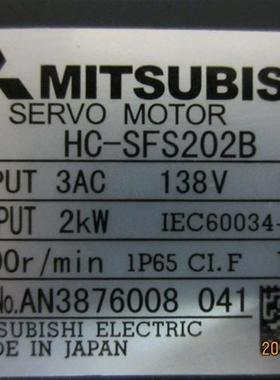 MITSUBIS
SERVO MOTOR
HC-SFS202B
PUT 3AC 138V
PUT 2kW IEC60034-
00r/min IP65 CI.F
No.AN3876008 041
SUBISHI ELECTRIC
DE IN JAPAN